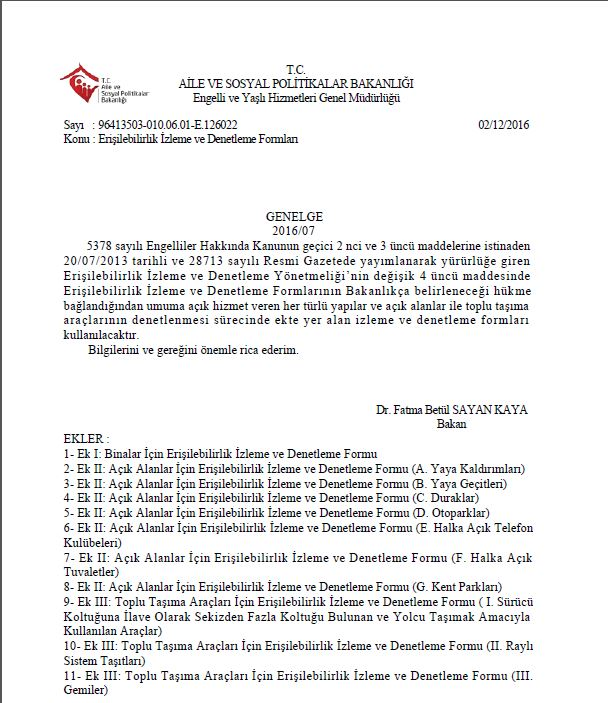 T.C.
Aile ve
Sosyal Politikalar
Bakanlığı
T.C.
AİLE VE SOSYAL POLİTİKALAR BAKANLIĞI
Engelli ve Yaşlı Hizmetleri Genel Müdürlüğü
Sayı : 96413503-010.06.01-E.126022 02/12/2016
Konu : Erişilebilirlik İzleme ve Denetleme Formları
GENELGE
2016/07
5378 sayılı Engelliler Hakkında Kanunun geçici 2 nci ve 3 üncü maddelerine istinaden
20/07/2013 tarihli ve 28713 sayılı Resmi Gazetede yayımlanarak yürürlüğe giren
Erişilebilirlik İzleme ve Denetleme Yönetmeliği'nin değişik 4 üncü maddesinde
Erişilebilirlik İzleme ve Denetleme Formlarının Bakanlıkça belirleneceği hükme
bağlandığından umuma açık hizmet veren her türlü yapılar ve açık alanlar ile toplu taşıma
araçlarının denetlenmesi sürecinde ekte yer alan izleme ve denetleme formları
kullanılacaktır.
Bilgilerini ve gereğini önemle rica ederim.
Dr. Fatma Betül SAYAN KAYA
Bakan
EKLER :
1- Ek I: Binalar İçin Erişilebilirlik İzleme ve Denetleme Formu
2- Ek II: Açık Alanlar İçin Erişilebilirlik İzleme ve Denetleme Formu (A. Yaya Kaldırımları)
3- Ek II: Açık Alanlar İçin Erişilebilirlik İzleme ve Denetleme Formu (B. Yaya Geçitleri)
4- Ek II: Açık Alanlar İçin Erişilebilirlik İzleme ve Denetleme Formu (C. Duraklar)
5- Ek II: Açık Alanlar İçin Erişilebilirlik İzleme ve Denetleme Formu (D. Otoparklar)
6- Ek II: Açık Alanlar İçin Erişilebilirlik İzleme ve Denetleme Formu (E. Halka Açık Telefon
Kulübeleri)
7- Ek II: Açık Alanlar İçin Erişilebilirlik İzleme ve Denetleme Formu (F. Halka Açık
Tuvaletler)
8- Ek II: Açık Alanlar İçin Erişilebilirlik İzleme ve Denetleme Formu (G. Kent Parkları)
9- Ek III: Toplu Taşıma Araçları İçin Erişilebilirlik İzleme ve Denetleme Formu ( I. Sürücü
Koltuğuna İlave Olarak Sekizden Fazla Koltuğu Bulunan ve Yolcu Taşımak Amacıyla
Kullanılan Araçlar)
10- Ek III: Toplu Taşıma Araçları İçin Erişilebilirlik İzleme ve Denetleme Formu (II. Raylı
Sistem Taşıtları)
11- Ek III: Toplu Taşıma Araçları İçin Erişilebilirlik İzleme ve Denetleme Formu (III.
Gemiler)